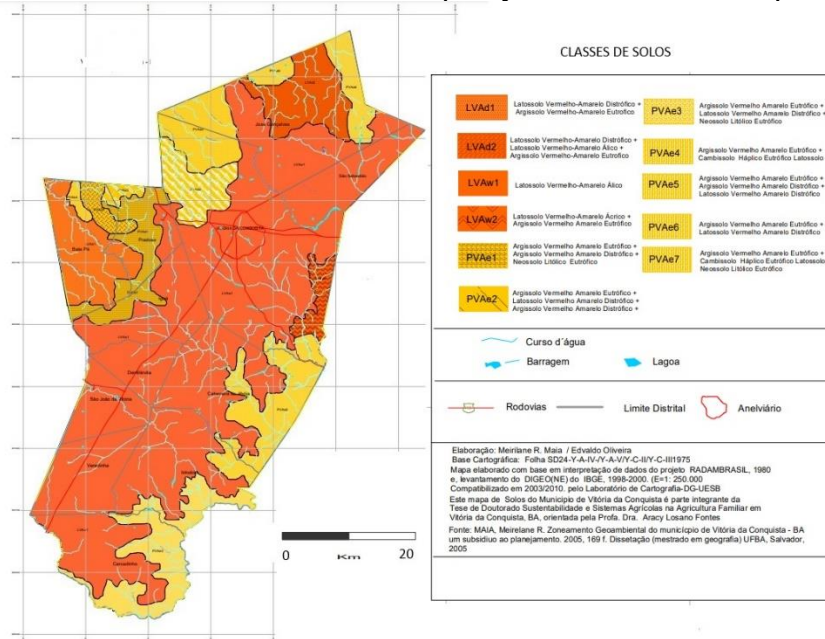 CLASSES DE SOLOS
LVAd1
Latossolo Vermelho-Amarelo Distrófico +
Argissolo Vermelho-Amarelo Eutrofico
LVAd2
Latossolo Vermelho-Amarelo Distrófico +
Latossolo Vermelho-Amarelo Álico +
Argissolo Vermelho-Amarelo Eutrofico
LVAw1
Latossolo Vermelho-Amarelo Álico
LVAw2
Latossolo Vermelho-Amarelo Ácrico +
Argissolo Vermelho Amarelo Eutrófico
PVAe1
Argissolo Vermelho Amarelo Eutrófico +
Argissolo Vermelho Amarelo Distrófico +
Neossolo Litólico Eutrófico
PVAe2
Argissolo Vermelho Amarelo Eutrófico +
Latossolo Vermelho Amarelo Distrófico +
Argissolo Vermelho Amarelo Distrófico +
PVAe3
Argissolo Vermelho Amarelo Eutrófico +
Latossolo Vermelho Amarelo Distrófico +
Neossolo Litólico Eutrófico
PVAe4
Argissolo Vermelho Amarelo Eutrófico +
Cambissolo Háplico Eutrófico Latossolo
PVAe5
Argissolo Vermelho Amarelo Eutrófico +
Argissolo Vermelho Amarelo Distrófico +
Latossolo Vermelho Amarelo Distrófico
PVAe6
Argissolo Vermelho Amarelo Eutrófico +
Latossolo Vermelho Amarelo Distrófico
PVAe7
Argissolo Vermelho Amarelo Eutrófico +
Cambissolo Háplico Eutrófico Latossolo
Neossolo Litólico Eutrófico
Curso d´água
Barragem
Lagoa
Rodovias
Limite Distrital
Anelviário
Elaboração: Meirilane R. Maia / Edvaldo Oliveira
Base Cartográfica: Folha SD24-Y-A-IV-/Y-A-V/Y-C-II/Y-C-III1975
Mapa elaborado com base em interpretação de dados do projeto RADAMBRASIL, 1980
e, levantamento do DIGEO(NE) do IBGE, 1998-2000. (E=1: 250.000
Compatibilizado em 2003/2010. pelo Laboratório de Cartografia-DG-UESB
Este mapa de Solos do Municipio de Vitória da Conquista é parte integrante da
Tese de Doutorado Sustentabilidade e Sistemas Agrícolas na Agricultura Familiar em
Vitória da Conquista, BA, orientada pela Profa. Dra. Aracy Losano Fontes
Fonte: MAIA, Meirelane R. Zoneamento Geoambiental do município de Vitória da Conquista - BA
um subsidiuo ao planejamento. 2005, 169 f. Dissetação (mestrado em geografia) UFBA, Salvador,
2005
0 Km 20